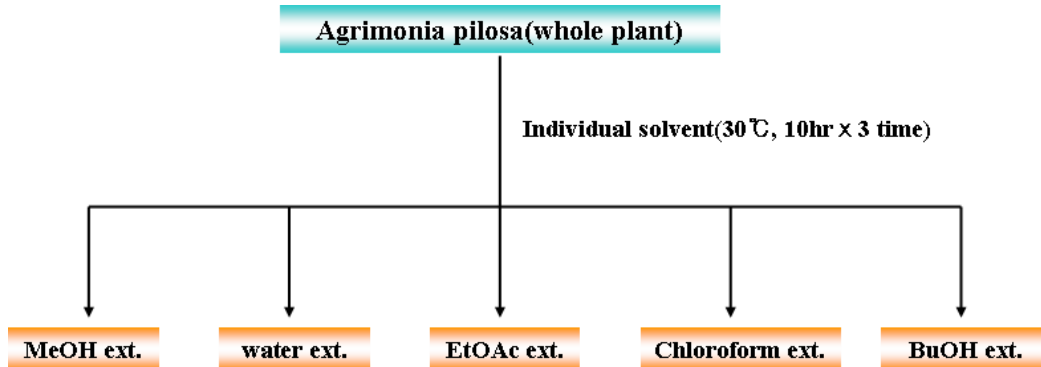 Agrimonia pilosa(whole plant)
Individual solvent(30℃, 10hr × 3 time)
MeOH ext.
water ext.
EtOAc ext.
Chloroform ext.
BuOH ext.